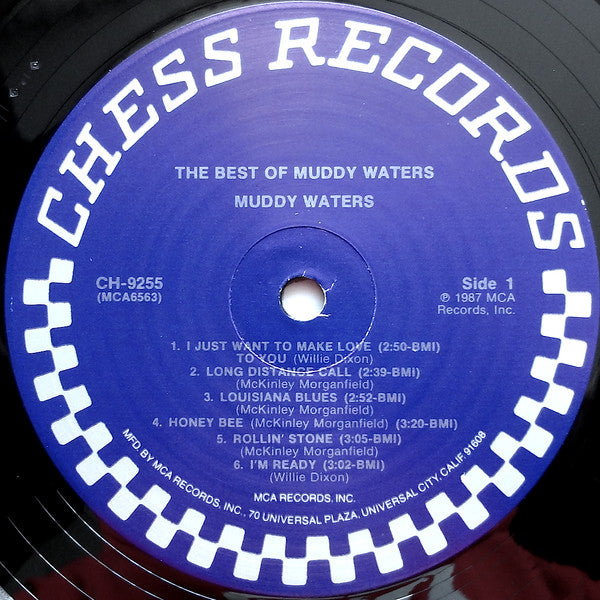 CHESS RECORDS
THE BEST OF MUDDY WATERS
MUDDY WATERS
CH-9255
(MCA6563)
Side 1
℗ 1987 MCA
Records, Inc.
1. I JUST WANT TO MAKE LOVE (2:50-BMI)
TO YOU (Willie Dixon)
2. LONG DISTANCE CALL (2:39-BMI)
(McKinley Morganfield)
3. LOUISIANA BLUES (2:52-BMI)
(McKinley Morganfield)
4. HONEY BEE (McKinley Morganfield) (3:20-BMI)
5. ROLLIN' STONE (3:05-BMI)
(McKinley Morganfield)
6. I'M READY (3:02-BMI)
(Willie Dixon)
MCA RECORDS, INC.
MFD. BY MCA RECORDS, INC., 70 UNIVERSAL PLAZA, UNIVERSAL CITY, CALIF. 91608